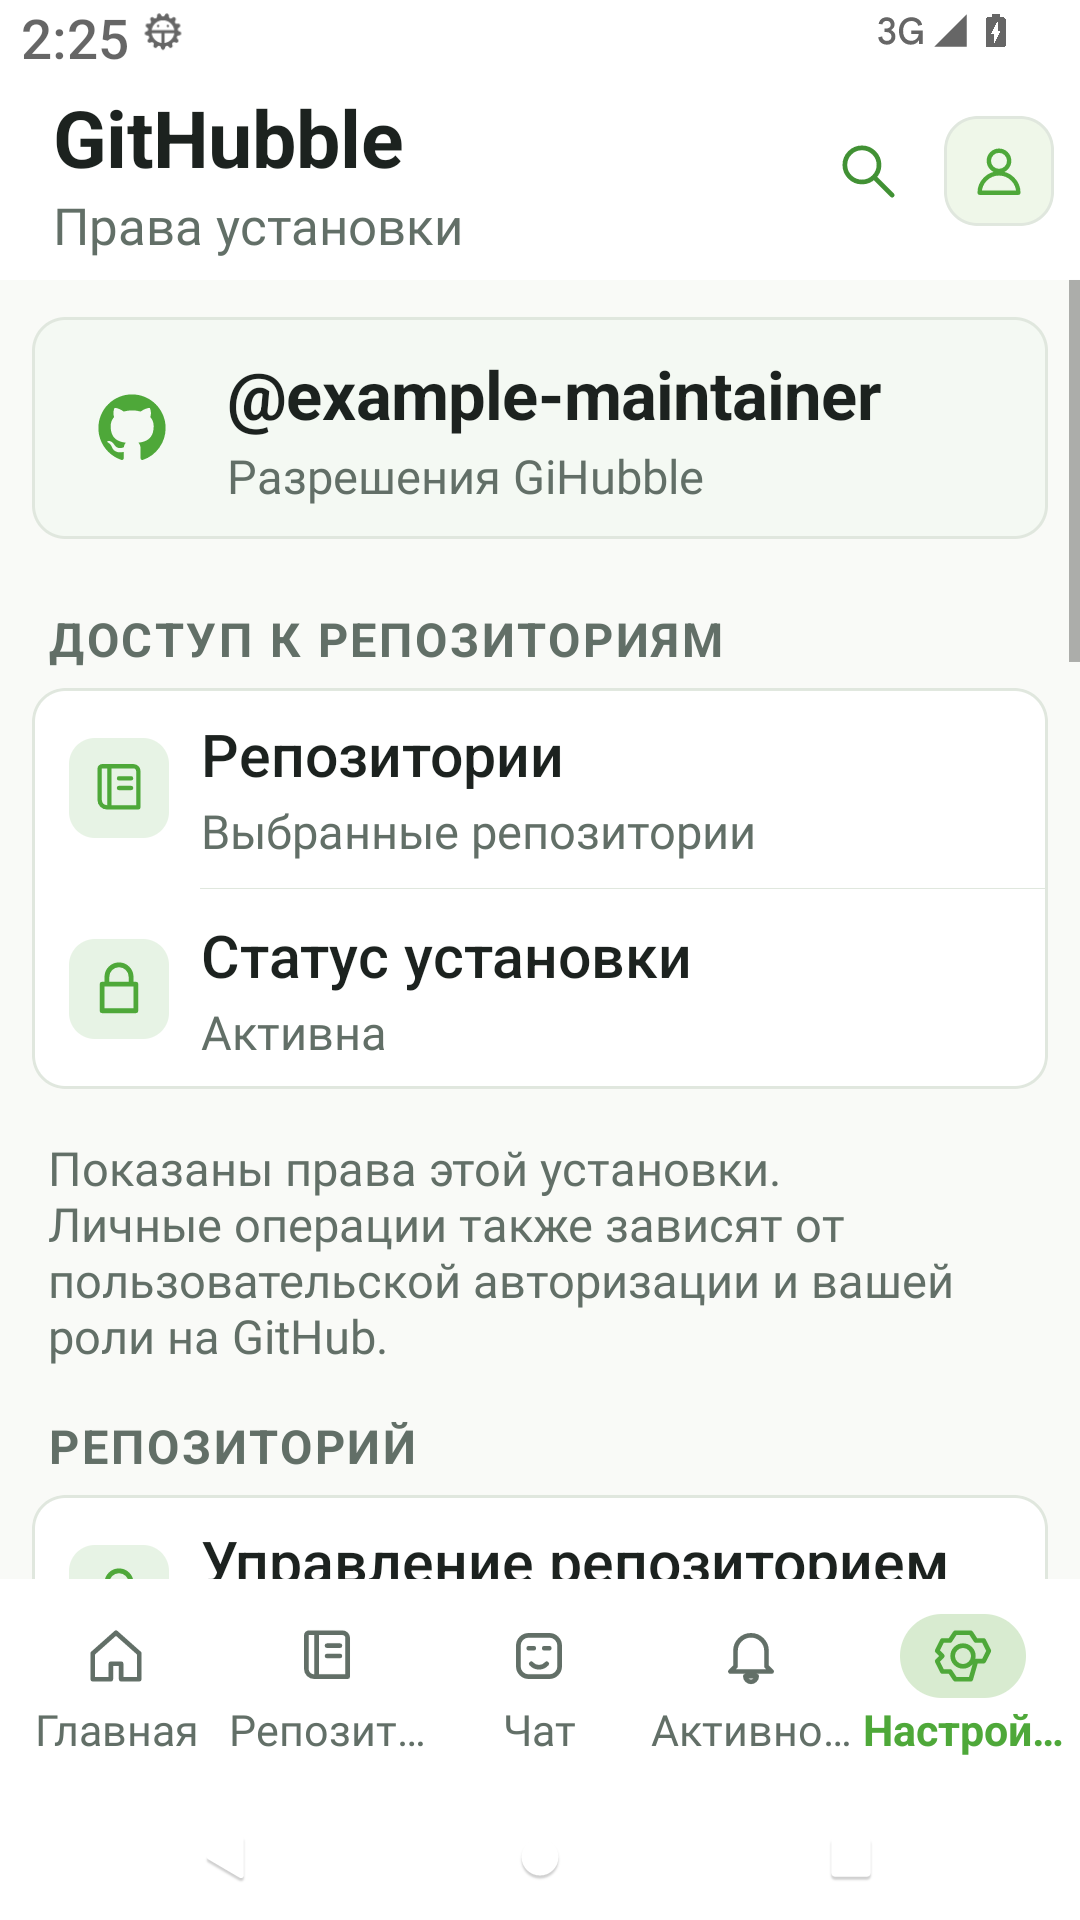 2:25
3G
GitHubble
Права установки
@example-maintainer
Разрешения GiHubble
ДОСТУП К РЕПОЗИТОРИЯМ
Репозитории
Выбранные репозитории
Статус установки
Активна
Показаны права этой установки.
Личные операции также зависят от
пользовательской авторизации и вашей
роли на GitHub.
РЕПОЗИТОРИЙ
Управление репозиторием
Главная
Репозит...
Чат
Активно...
Настрой...